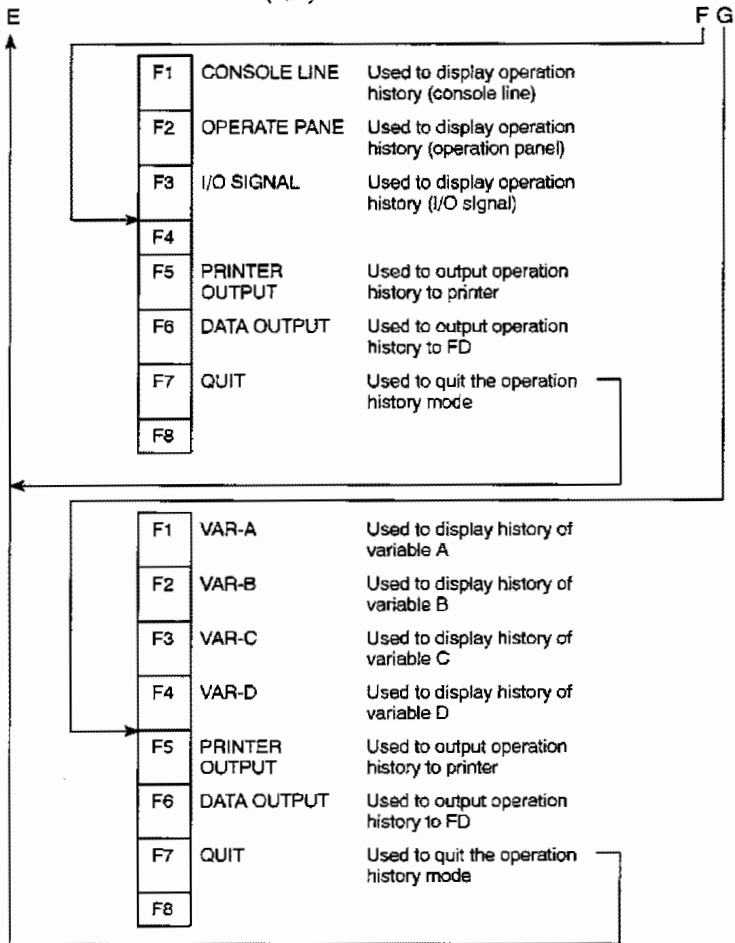 E F G
F1 CONSOLE LINE Used to display operation
history (console line)
F2 OPERATE PANE Used to display operation
history (operation panel)
F3 I/O SIGNAL Used to display operation
history (I/O signal)
F4
F5 PRINTER Used to output operation
OUTPUT history to printer
F6 DATA OUTPUT Used to output operation
history to FD
F7 QUIT Used to quit the operation
history mode
F8
F1 VAR-A Used to display history of
variable A
F2 VAR-B Used to display history of
variable B
F3 VAR-C Used to display history of
variable C
F4 VAR-D Used to display history of
variable D
F5 PRINTER Used to output operation
OUTPUT history to printer
F6 DATA OUTPUT Used to output operation
history to FD
F7 QUIT Used to quit the operation
history mode
F8